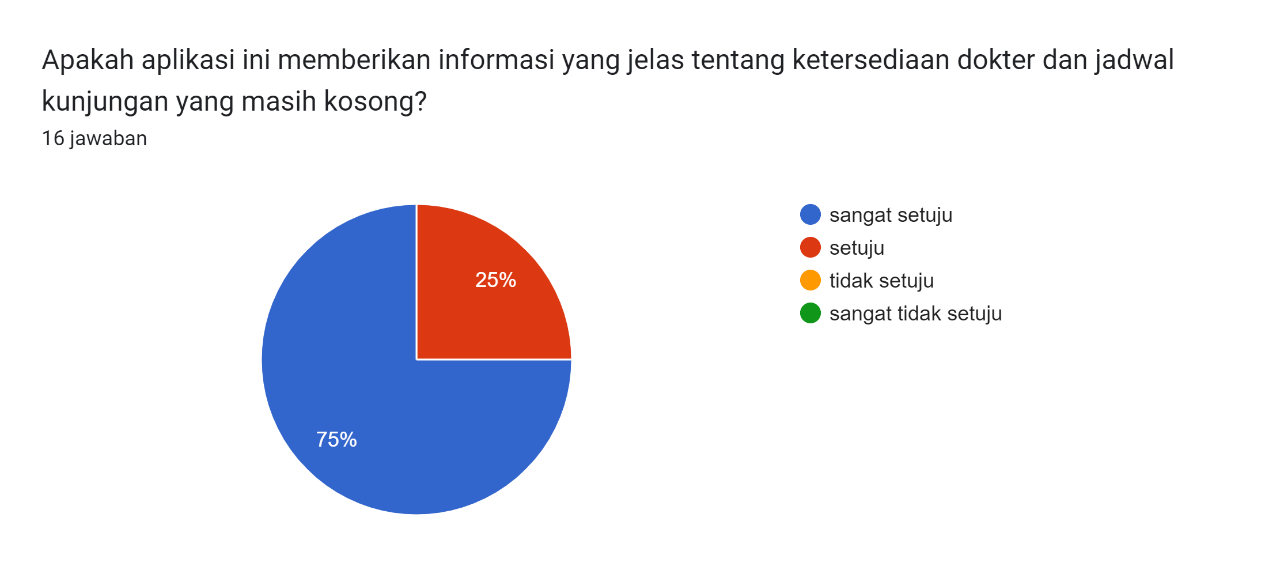 Apakah aplikasi ini memberikan informasi yang jelas tentang ketersediaan dokter dan jadwal
kunjungan yang masih kosong?
16 jawaban
sangat setuju
setuju
tidak setuju
sangat tidak setuju
25%
75%